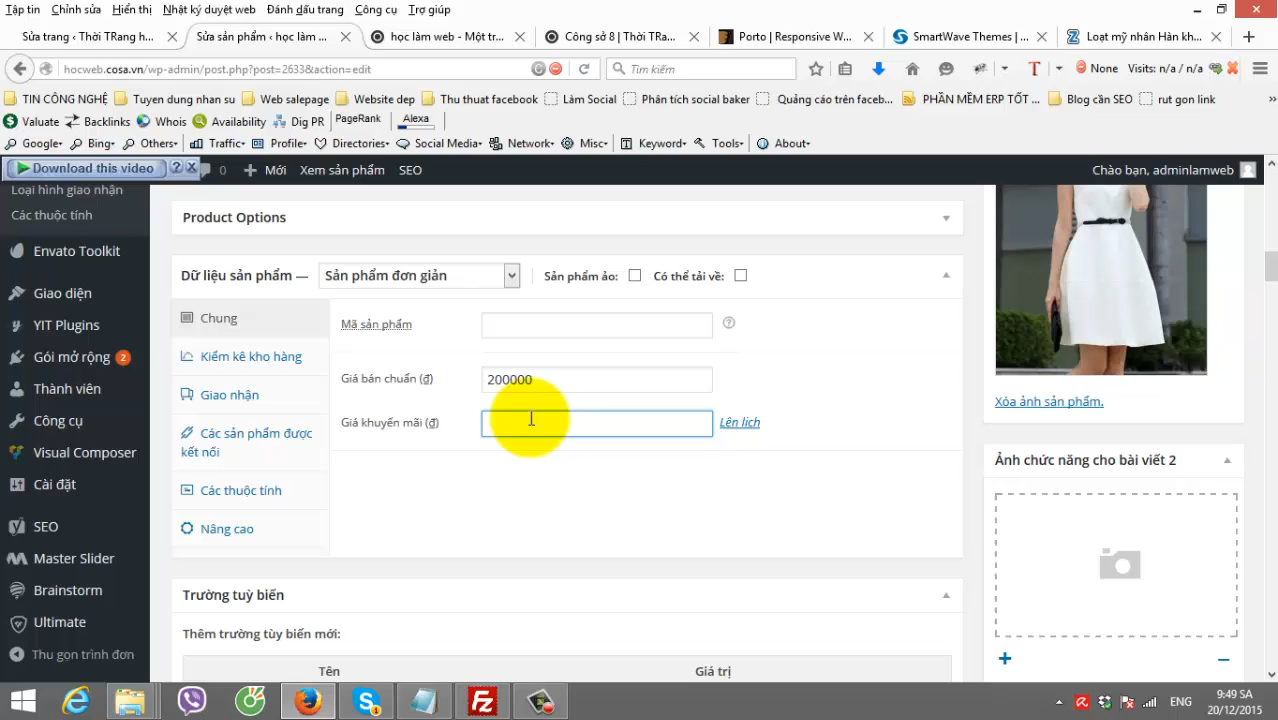 Tập tin Chỉnh sửa Hiển thị Nhật ký duyệt web Đánh dấu trang Công cụ Trợ giúp
Sửa trang ‹ Thời TRang h... Sửa sản phẩm ‹ học làm ... học làm web - Một tr... Công sở 8 | Thời TRa... Porto | Responsive W... SmartWave Themes | ... Loạt mỹ nhân Hàn kh...
hocweb.cosa.vn/wp-admin/post.php?post=2633&action=edit Tìm kiếm None Visits: n/a / n/a
TIN CÔNG NGHỆ Tuyen dung nhan su Web salepage Website dep Thu thuat facebook Làm Social Phân tích social baker Quảng cáo trên faceb... PHẦN MỀM ERP TỐT ... Blog cần SEO rut gon link »
Valuate Backlinks Whois Availability Dig PR PageRank Alexa
Google▾ Bing▾ Others▾ Traffic▾ Profile▾ Directories▾ Social Media▾ Network▾ Misc▾ Keyword▾ Tools▾ About▾
Download this video ? X 0 Mới Xem sản phẩm SEO Chào bạn, adminlamweb
Loại hình giao nhận
Các thuộc tính
Envato Toolkit
Giao diện
YIT Plugins
Gói mở rộng 2
Thành viên
Công cụ
Visual Composer
Cài đặt
SEO
Master Slider
Brainstorm
Ultimate
Thu gọn trình đơn
Product Options
Dữ liệu sản phẩm — Sản phẩm đơn giản Sản phẩm ảo: Có thể tải về:
Chung
Kiểm kê kho hàng
Giao nhận
Các sản phẩm được
kết nối
Các thuộc tính
Nâng cao
Mã sản phẩm ?
Giá bán chuẩn (₫) 200000
Giá khuyến mãi (₫) Lên lich
Trường tuỳ biến
Thêm trường tùy biến mới:
Tên Giá trị
Xóa ảnh sản phẩm.
Ảnh chức năng cho bài viết 2
ENG 9:49 SA
20/12/2015